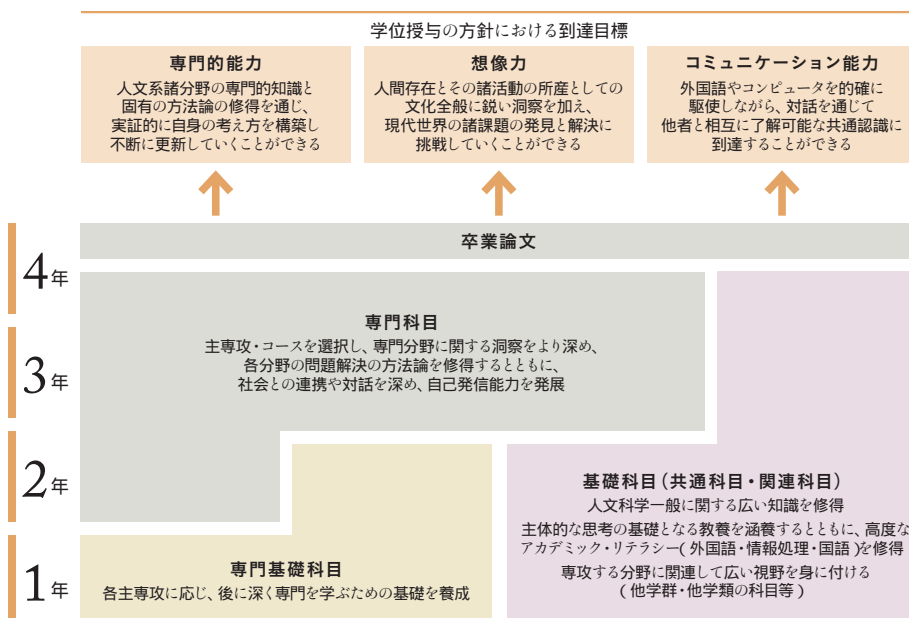 学位授与の方針における到達目標
専門的能力
人文系諸分野の専門的知識と
固有の方法論の修得を通じ、
実証的に自身の考え方を構築し
不断に更新していくことができる
想像力
人間存在とその諸活動の所産としての
文化全般に鋭い洞察を加え、
現代世界の諸課題の発見と解決に
挑戦していくことができる
コミュニケーション能力
外国語やコンピュータを的確に
駆使しながら、対話を通じて
他者と相互に了解可能な共通認識に
到達することができる
卒業論文
4年
専門科目
主専攻・コースを選択し、専門分野に関する洞察をより深め、
各分野の問題解決の方法論を修得するとともに、
社会との連携や対話を深め、自己発信能力を発展
3年
2年
基礎科目(共通科目・関連科目)
人文科学一般に関する広い知識を修得
主体的な思考の基礎となる教養を涵養するとともに、高度な
アカデミック・リテラシー(外国語・情報処理・国語)を修得
専攻する分野に関連して広い視野を身に付ける
(他学群・他学類の科目等)
1年
専門基礎科目
各主専攻に応じ、後に深く専門を学ぶための基礎を養成